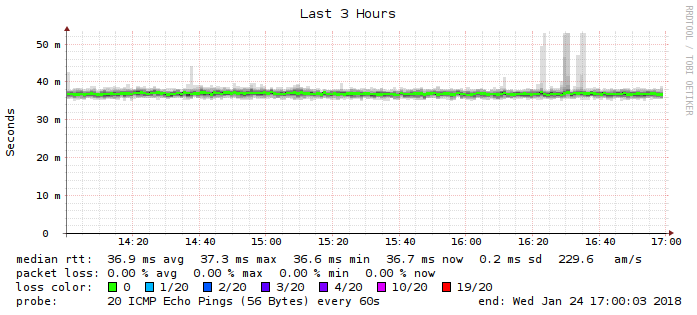 Last 3 Hours
RRDTOOL / TOBI OETIKER
Seconds
50 m
40 m
30 m
20 m
10 m
0
14:20 14:40 15:00 15:20 15:40 16:00 16:20 16:40 17:00
median rtt: 36.9 ms avg 37.3 ms max 36.6 ms min 36.7 ms now 0.2 ms sd 229.6 am/s
packet loss: 0.00 % avg 0.00 % max 0.00 % min 0.00 % now
loss color: 0 1/20 2/20 3/20 4/20 10/20 19/20
probe: 20 ICMP Echo Pings (56 Bytes) every 60s end: Wed Jan 24 17:00:03 2018